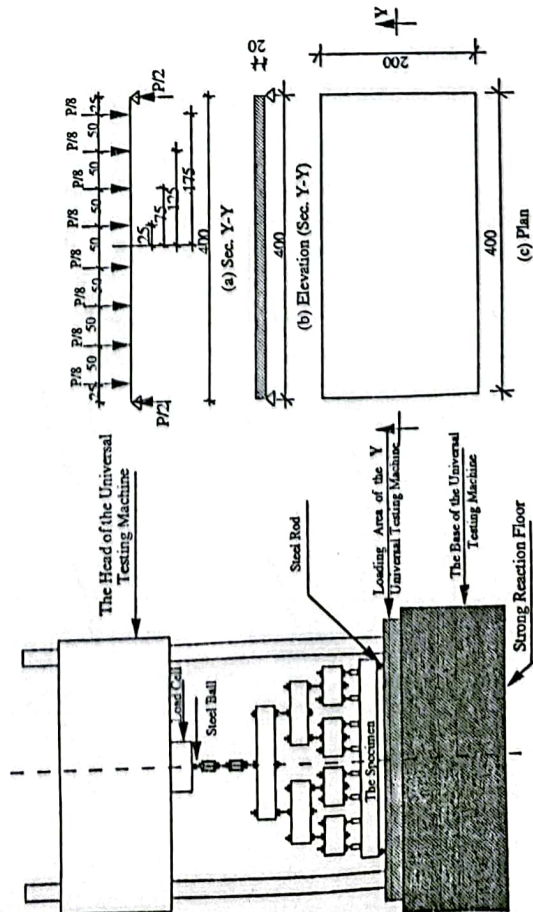 P/8 P/8 P/8 P/8 P/8 P/8 P/8 P/8
25 50 50 50 50 50 50 50 25
P/2
P/2
25
75
125
175
400
(a) Sec. Y-Y
20
400
(b) Elevation (Sec. Y-Y)
Y
200
400
(c) Plan
The Head of the Universal
Testing Machine
Load Cell
Steel Ball
The Specimen
Steel Rod
Loading Area of the
Universal Testing Machine
Y
The Base of the Universal
Testing Machine
Strong Reaction Floor